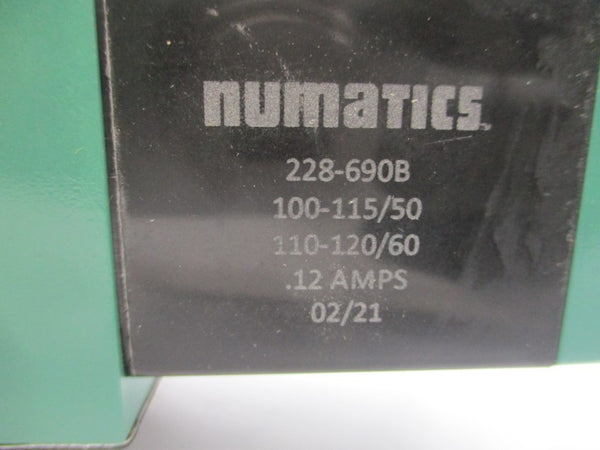 numatics
228-690B
100-115/50
110-120/60
.12 AMPS
02/21